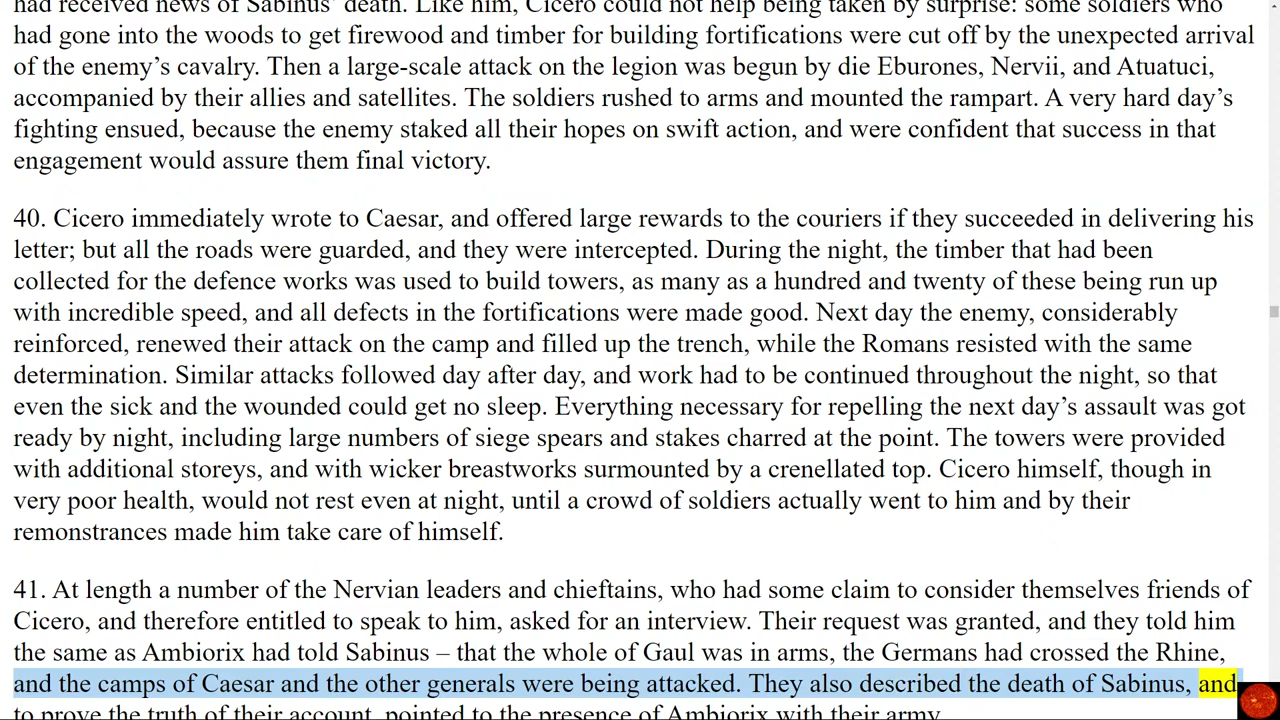 had received news of Sabinus’ death. Like him, Cicero could not help being taken by surprise: some soldiers who
had gone into the woods to get firewood and timber for building fortifications were cut off by the unexpected arrival
of the enemy’s cavalry. Then a large-scale attack on the legion was begun by die Eburones, Nervii, and Atuatuci,
accompanied by their allies and satellites. The soldiers rushed to arms and mounted the rampart. A very hard day’s
fighting ensued, because the enemy staked all their hopes on swift action, and were confident that success in that
engagement would assure them final victory.
40. Cicero immediately wrote to Caesar, and offered large rewards to the couriers if they succeeded in delivering his
letter; but all the roads were guarded, and they were intercepted. During the night, the timber that had been
collected for the defence works was used to build towers, as many as a hundred and twenty of these being run up
with incredible speed, and all defects in the fortifications were made good. Next day the enemy, considerably
reinforced, renewed their attack on the camp and filled up the trench, while the Romans resisted with the same
determination. Similar attacks followed day after day, and work had to be continued throughout the night, so that
even the sick and the wounded could get no sleep. Everything necessary for repelling the next day’s assault was got
ready by night, including large numbers of siege spears and stakes charred at the point. The towers were provided
with additional storeys, and with wicker breastworks surmounted by a crenellated top. Cicero himself, though in
very poor health, would not rest even at night, until a crowd of soldiers actually went to him and by their
remonstrances made him take care of himself.
41. At length a number of the Nervian leaders and chieftains, who had some claim to consider themselves friends of
Cicero, and therefore entitled to speak to him, asked for an interview. Their request was granted, and they told him
the same as Ambiorix had told Sabinus – that the whole of Gaul was in arms, the Germans had crossed the Rhine,
and the camps of Caesar and the other generals were being attacked. They also described the death of Sabinus, and
to prove the truth of their account, pointed to the presence of Ambiorix with their army.